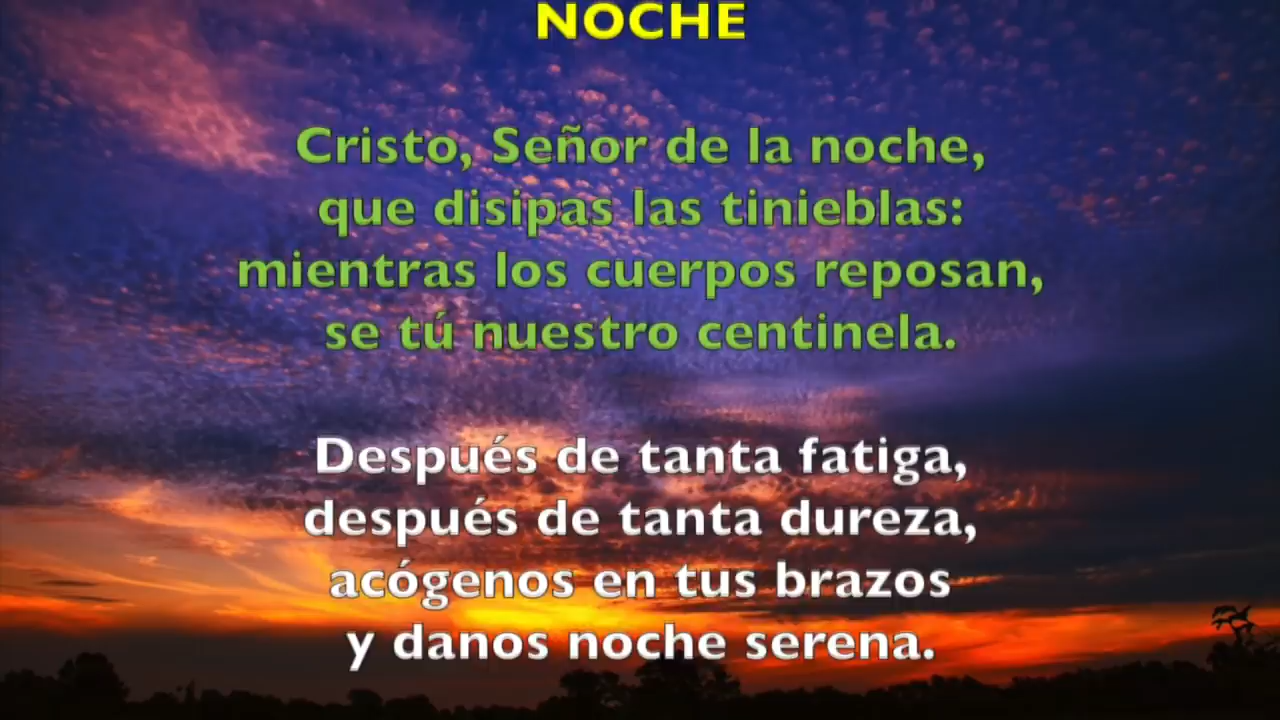 NOCHE
Cristo, Señor de la noche,
que disipas las tinieblas:
mientras los cuerpos reposan,
se tú nuestro centinela.
Después de tanta fatiga,
después de tanta dureza,
acógenos en tus brazos
y danos noche serena.